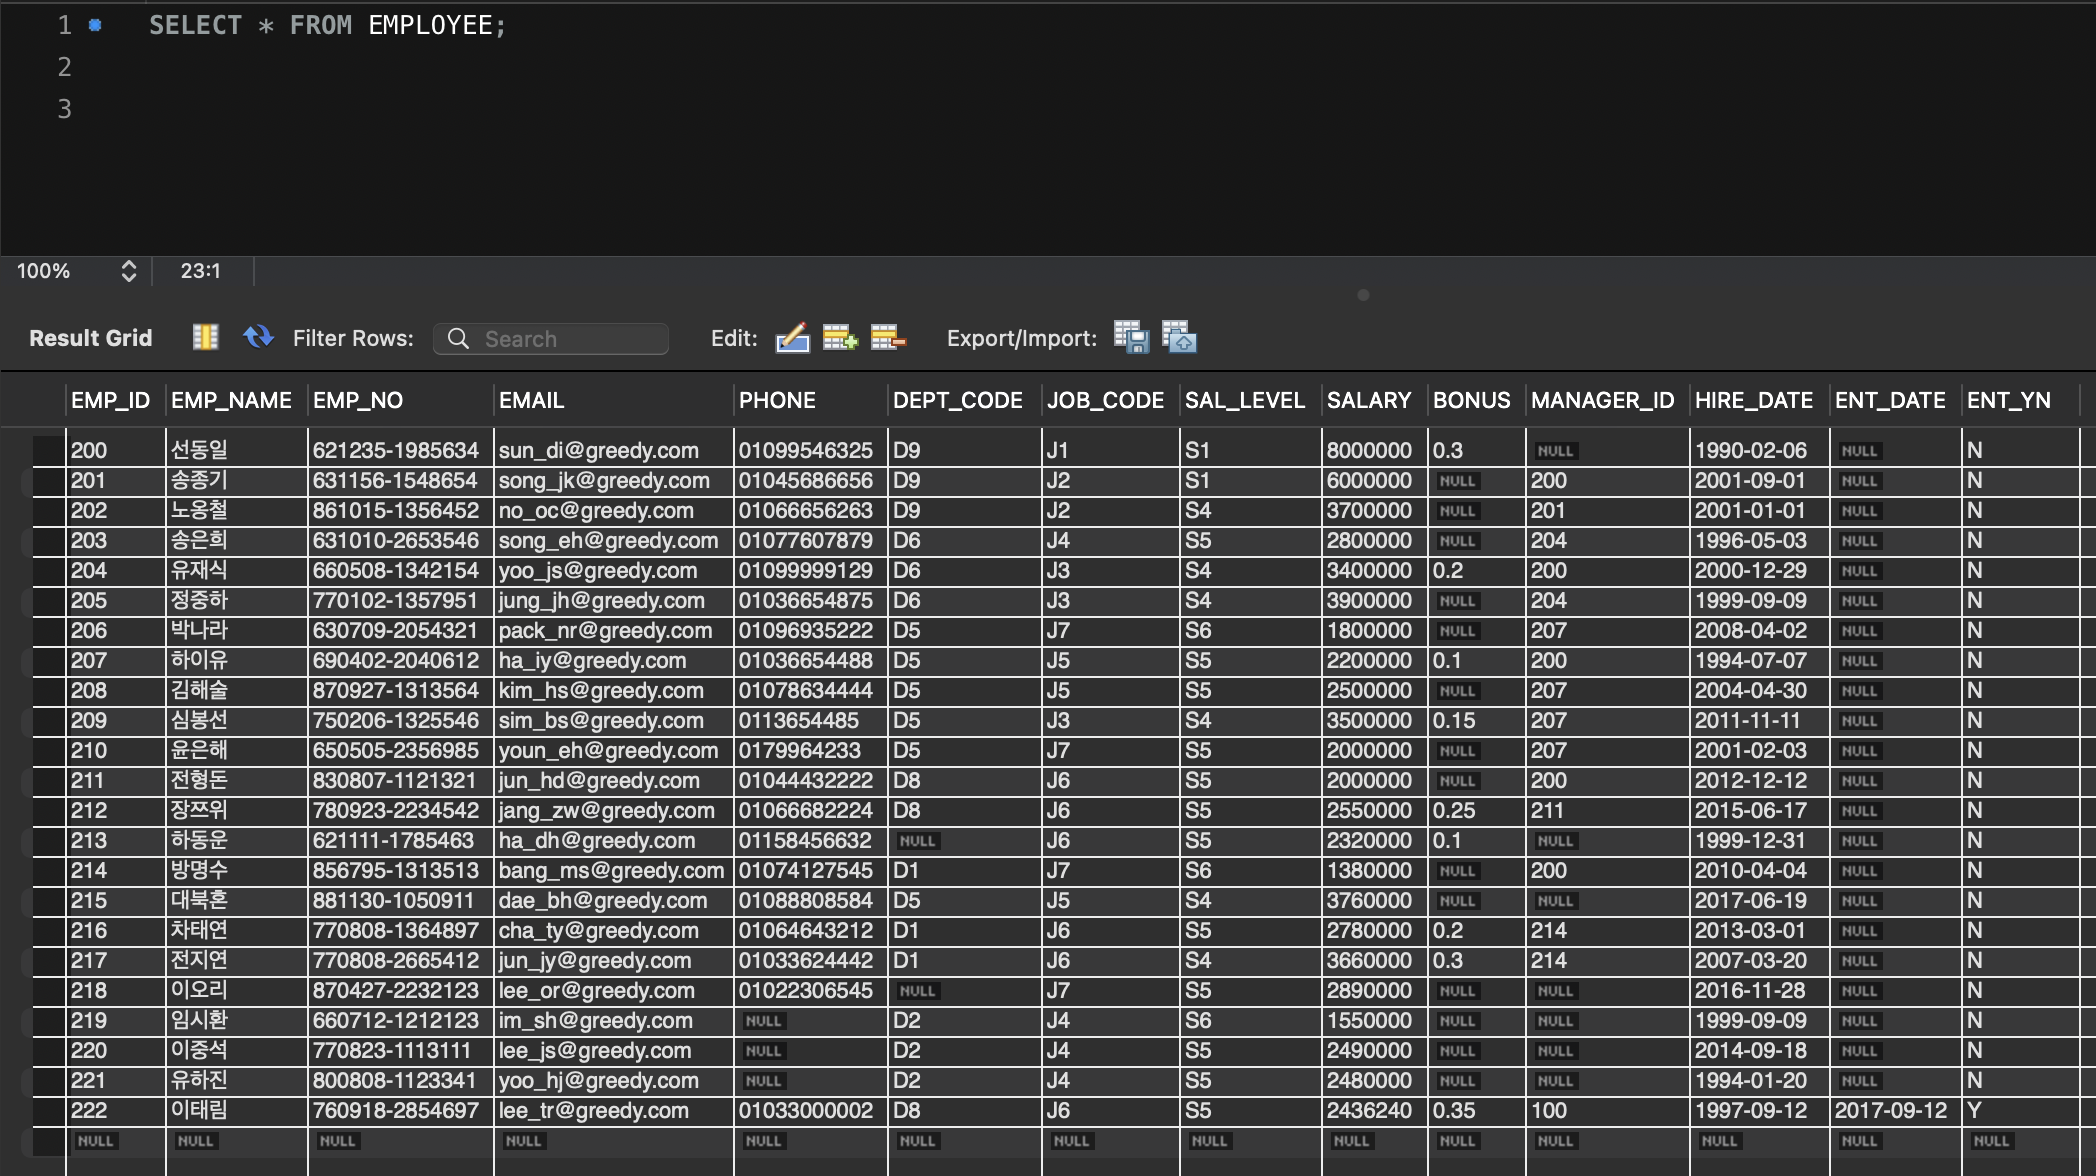 1 SELECT * FROM EMPLOYEE;
2
3
100% 23:1
Result Grid Filter Rows: Search Edit: Export/Import:
EMP_ID EMP_NAME EMP_NO EMAIL PHONE DEPT_CODE JOB_CODE SAL_LEVEL SALARY BONUS MANAGER_ID HIRE_DATE ENT_DATE ENT_YN
200 선동일 621235-1985634 sun_di@greedy.com 01099546325 D9 J1 S1 8000000 0.3 NULL 1990-02-06 NULL N
201 송종기 631156-1548654 song_jk@greedy.com 01045686656 D9 J2 S1 6000000 NULL 200 2001-09-01 NULL N
202 노옹철 861015-1356452 no_oc@greedy.com 01066656263 D9 J2 S4 3700000 NULL 201 2001-01-01 NULL N
203 송은희 631010-2653546 song_eh@greedy.com 01077607879 D6 J4 S5 2800000 NULL 204 1996-05-03 NULL N
204 유재식 660508-1342154 yoo_js@greedy.com 01099999129 D6 J3 S4 3400000 0.2 200 2000-12-29 NULL N
205 정중하 770102-1357951 jung_jh@greedy.com 01036654875 D6 J3 S4 3900000 NULL 204 1999-09-09 NULL N
206 박나라 630709-2054321 pack_nr@greedy.com 01096935222 D5 J7 S6 1800000 NULL 207 2008-04-02 NULL N
207 하이유 690402-2040612 ha_iy@greedy.com 01036654488 D5 J5 S5 2200000 0.1 200 1994-07-07 NULL N
208 김해술 870927-1313564 kim_hs@greedy.com 01078634444 D5 J5 S5 2500000 NULL 207 2004-04-30 NULL N
209 심봉선 750206-1325546 sim_bs@greedy.com 0113654485 D5 J3 S4 3500000 0.15 207 2011-11-11 NULL N
210 윤은해 650505-2356985 youn_eh@greedy.com 0179964233 D5 J7 S5 2000000 NULL 207 2001-02-03 NULL N
211 전형돈 830807-1121321 jun_hd@greedy.com 01044432222 D8 J6 S5 2000000 NULL 200 2012-12-12 NULL N
212 장쯔위 780923-2234542 jang_zw@greedy.com 01066682224 D8 J6 S5 2550000 0.25 211 2015-06-17 NULL N
213 하동운 621111-1785463 ha_dh@greedy.com 01158456632 NULL J6 S5 2320000 0.1 NULL 1999-12-31 NULL N
214 방명수 856795-1313513 bang_ms@greedy.com 01074127545 D1 J7 S6 1380000 NULL 200 2010-04-04 NULL N
215 대북혼 881130-1050911 dae_bh@greedy.com 01088808584 D5 J5 S4 3760000 NULL NULL 2017-06-19 NULL N
216 차태연 770808-1364897 cha_ty@greedy.com 01064643212 D1 J6 S5 2780000 0.2 214 2013-03-01 NULL N
217 전지연 770808-2665412 jun_jy@greedy.com 01033624442 D1 J6 S4 3660000 0.3 214 2007-03-20 NULL N
218 이오리 870427-2232123 lee_or@greedy.com 01022306545 NULL J7 S5 2890000 NULL NULL 2016-11-28 NULL N
219 임시환 660712-1212123 im_sh@greedy.com NULL D2 J4 S6 1550000 NULL NULL 1999-09-09 NULL N
220 이중석 770823-1113111 lee_js@greedy.com NULL D2 J4 S5 2490000 NULL NULL 2014-09-18 NULL N
221 유하진 800808-1123341 yoo_hj@greedy.com NULL D2 J4 S5 2480000 NULL NULL 1994-01-20 NULL N
222 이태림 760918-2854697 lee_tr@greedy.com 01033000002 D8 J6 S5 2436240 0.35 100 1997-09-12 2017-09-12 Y
NULL NULL NULL NULL NULL NULL NULL NULL NULL NULL NULL NULL NULL NULL